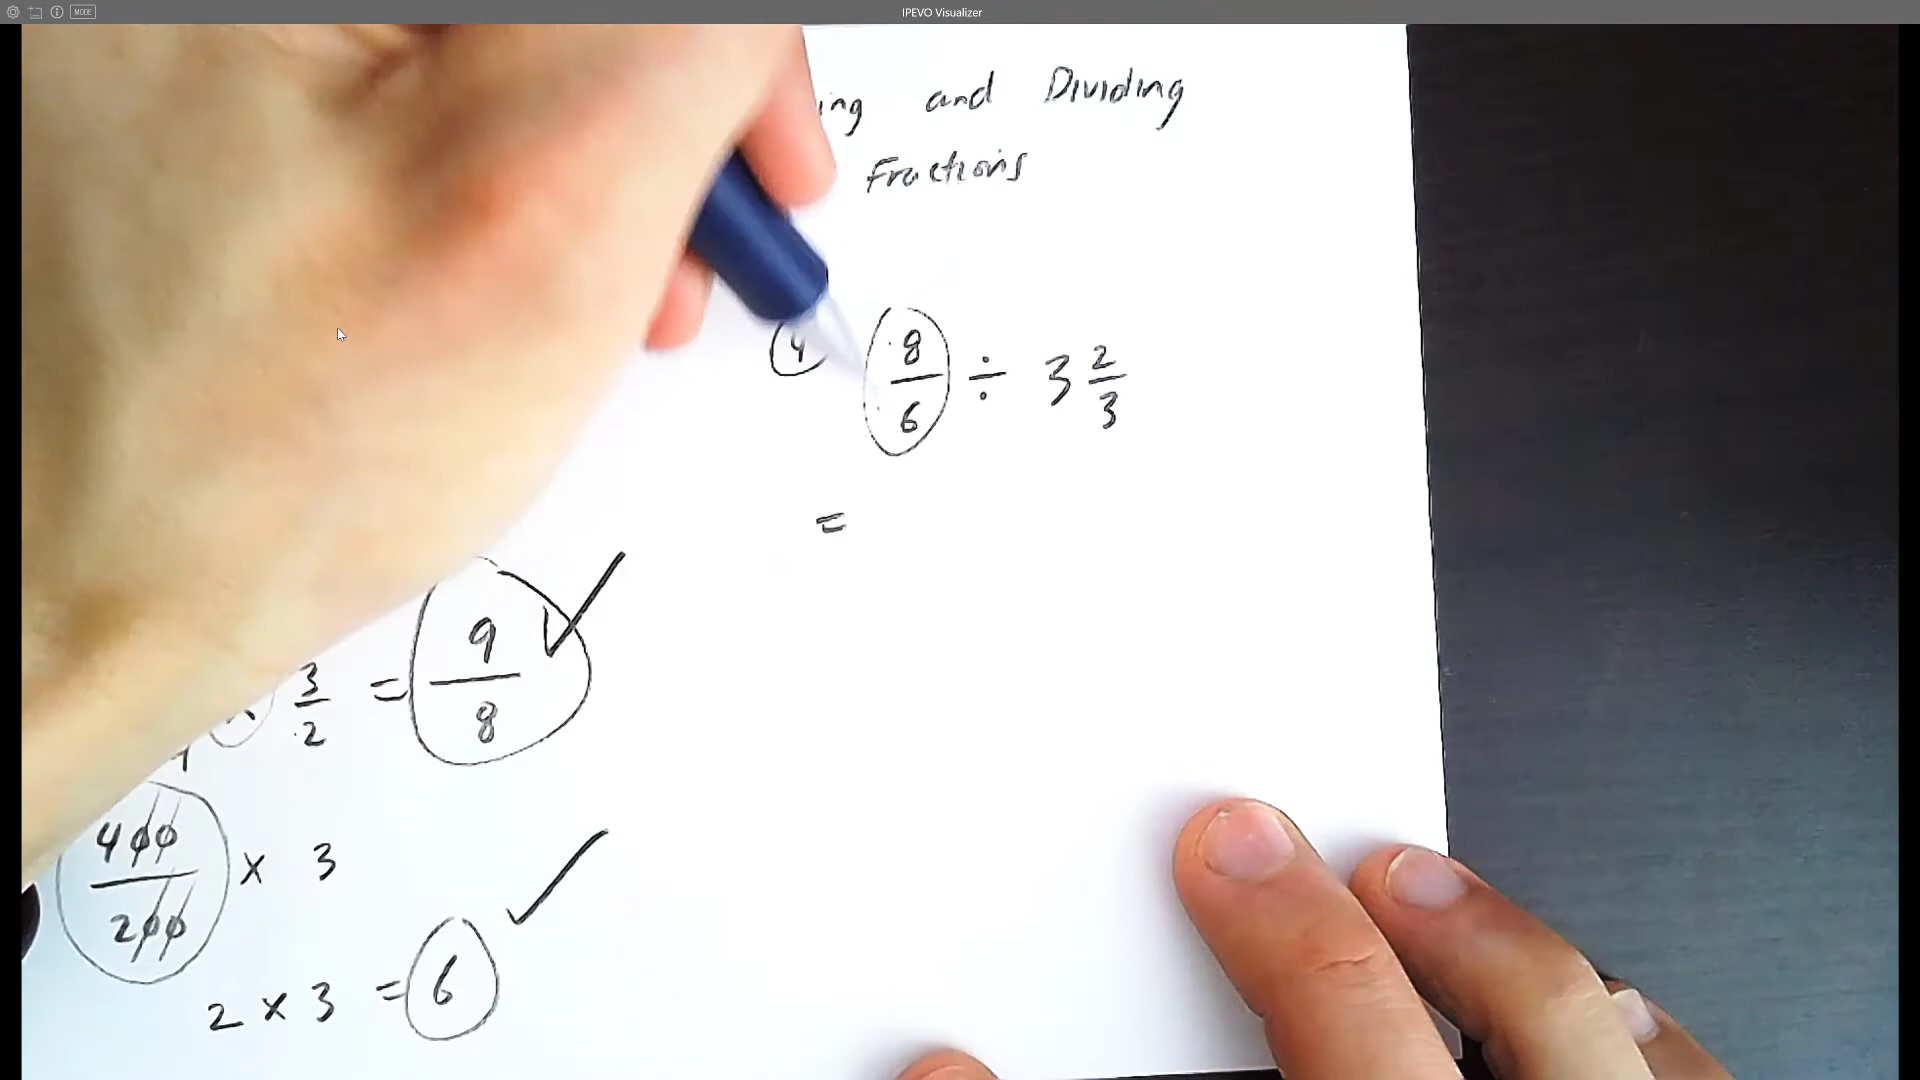 MODE
IPEVO Visualizer
ing and Dividing
Fractions
4 8/6 ÷ 3 2/3
=
3/2 = 9/8
400/200 x 3
2 x 3 = 6